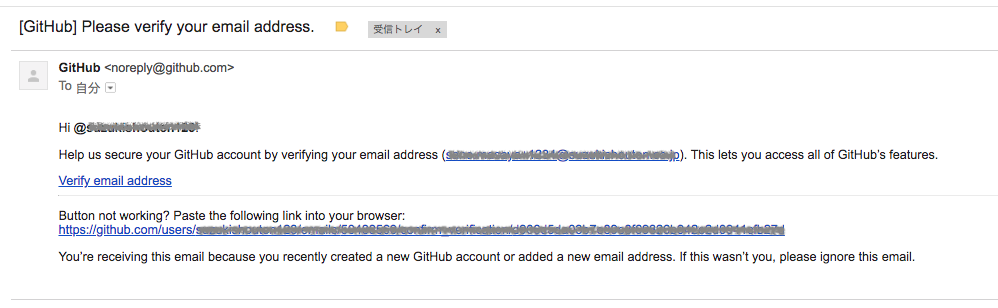 [GitHub] Please verify your email address. 受信トレイ x
GitHub <noreply@github.com>
To 自分
Hi
Help us secure your GitHub account by verifying your email address ( ). This lets you access all of GitHub's features.
Verify email address
Button not working? Paste the following link into your browser:
https://github.com/users/
You're receiving this email because you recently created a new GitHub account or added a new email address. If this wasn't you, please ignore this email.